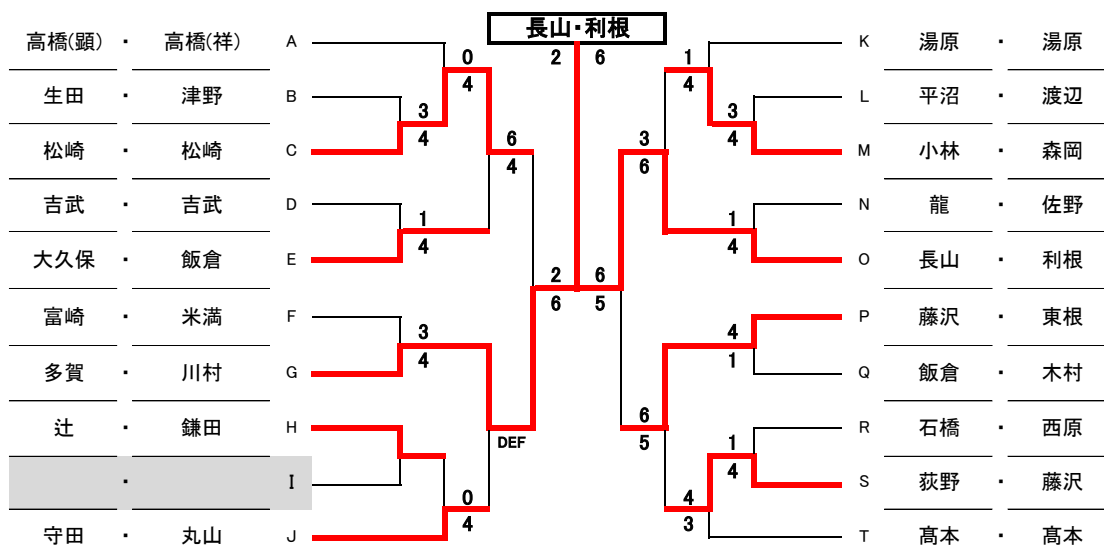 長山・利根
2 6
高橋(顕) ・ 高橋(祥) A
生田 ・ 津野 B
松崎 ・ 松崎 C
吉武 ・ 吉武 D
大久保 ・ 飯倉 E
富崎 ・ 米満 F
多賀 ・ 川村 G
辻 ・ 鎌田 H
・ I
守田 ・ 丸山 J
0
4
3
4
6
4
1
4
2
6
3
4
DEF
0
4
K 湯原 ・ 湯原
L 平沼 ・ 渡辺
M 小林 ・ 森岡
N 龍 ・ 佐野
O 長山 ・ 利根
P 藤沢 ・ 東根
Q 飯倉 ・ 木村
R 石橋 ・ 西原
S 荻野 ・ 藤沢
T 髙本 ・ 髙本
1
4
3
4
3
6
1
4
6
5
4
1
6
5
1
4
4
3